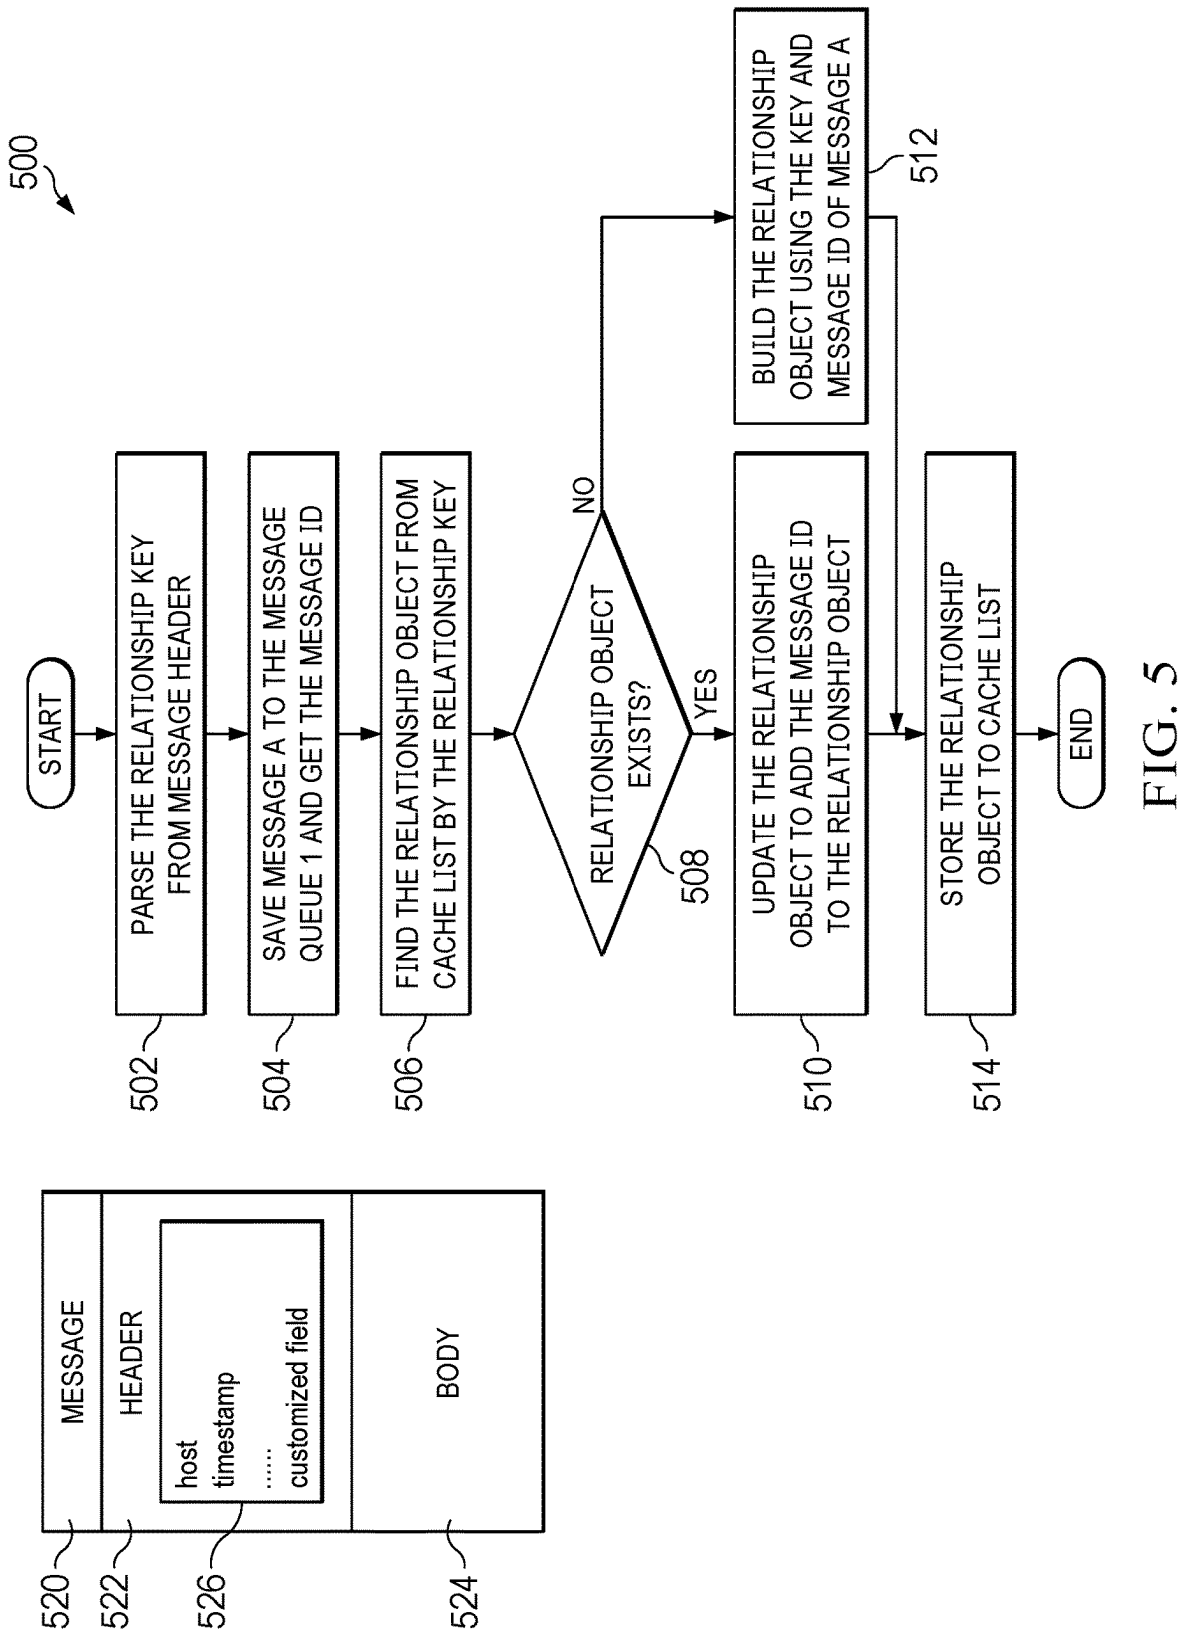 500
START
PARSE THE RELATIONSHIP KEY
FROM MESSAGE HEADER
502
SAVE MESSAGE A TO THE MESSAGE
QUEUE 1 AND GET THE MESSAGE ID
504
FIND THE RELATIONSHIP OBJECT FROM
CACHE LIST BY THE RELATIONSHIP KEY
506
RELATIONSHIP OBJECT
EXISTS?
508
NO
YES
UPDATE THE RELATIONSHIP
OBJECT TO ADD THE MESSAGE ID
TO THE RELATIONSHIP OBJECT
510
BUILD THE RELATIONSHIP
OBJECT USING THE KEY AND
MESSAGE ID OF MESSAGE A
512
STORE THE RELATIONSHIP
OBJECT TO CACHE LIST
514
END
MESSAGE
520
HEADER
522
host
timestamp
......
customized field
526
BODY
524
FIG. 5